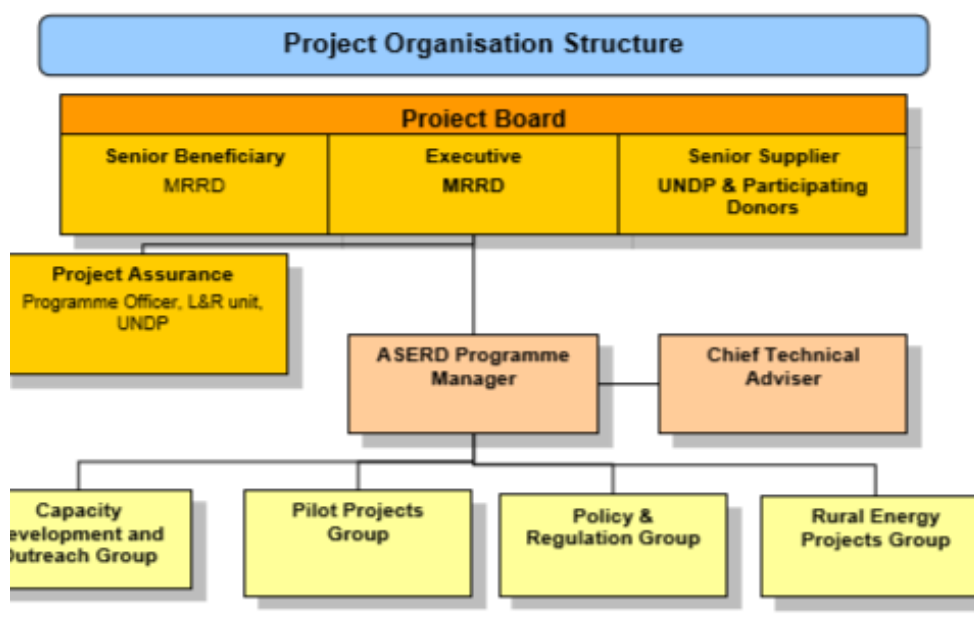 Project Organisation Structure
Project Board
Senior Beneficiary
MRRD
Executive
MRRD
Senior Supplier
UNDP & Participating
Donors
Project Assurance
Programme Officer, L&R unit,
UNDP
ASERD Programme
Manager
Chief Technical
Adviser
Capacity
evelopment and
utreach Group
Pilot Projects
Group
Policy &
Regulation Group
Rural Energy
Projects Group